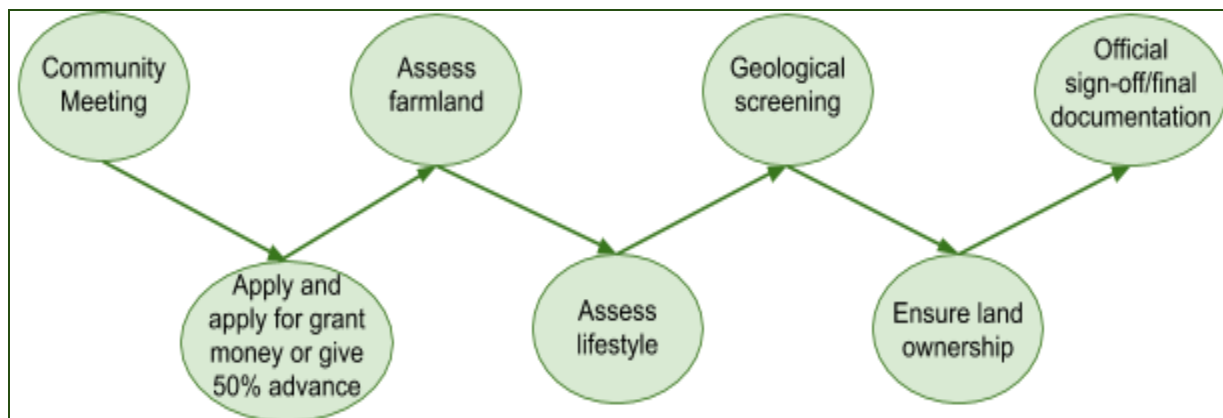 Community
Meeting
Apply and
apply for grant
money or give
50% advance
Assess
farmland
Assess
lifestyle
Geological
screening
Ensure land
ownership
Official
sign-off/final
documentation